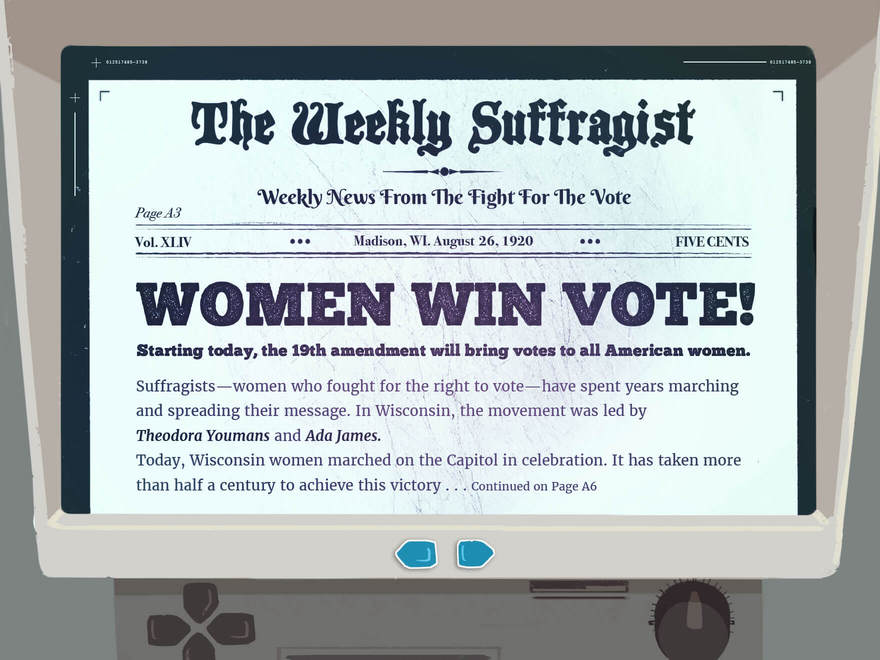 012917485-3738
012917485-3738
The Weekly Suffragist
Weekly News From The Fight For The Vote
Page A3
Vol. XLIV ••• Madison, WI. August 26, 1920 ••• FIVE CENTS
WOMEN WIN VOTE!
Starting today, the 19th amendment will bring votes to all American women.
Suffragists—women who fought for the right to vote—have spent years marching
and spreading their message. In Wisconsin, the movement was led by
Theodora Youmans and Ada James.
Today, Wisconsin women marched on the Capitol in celebration. It has taken more
than half a century to achieve this victory . . . Continued on Page A6